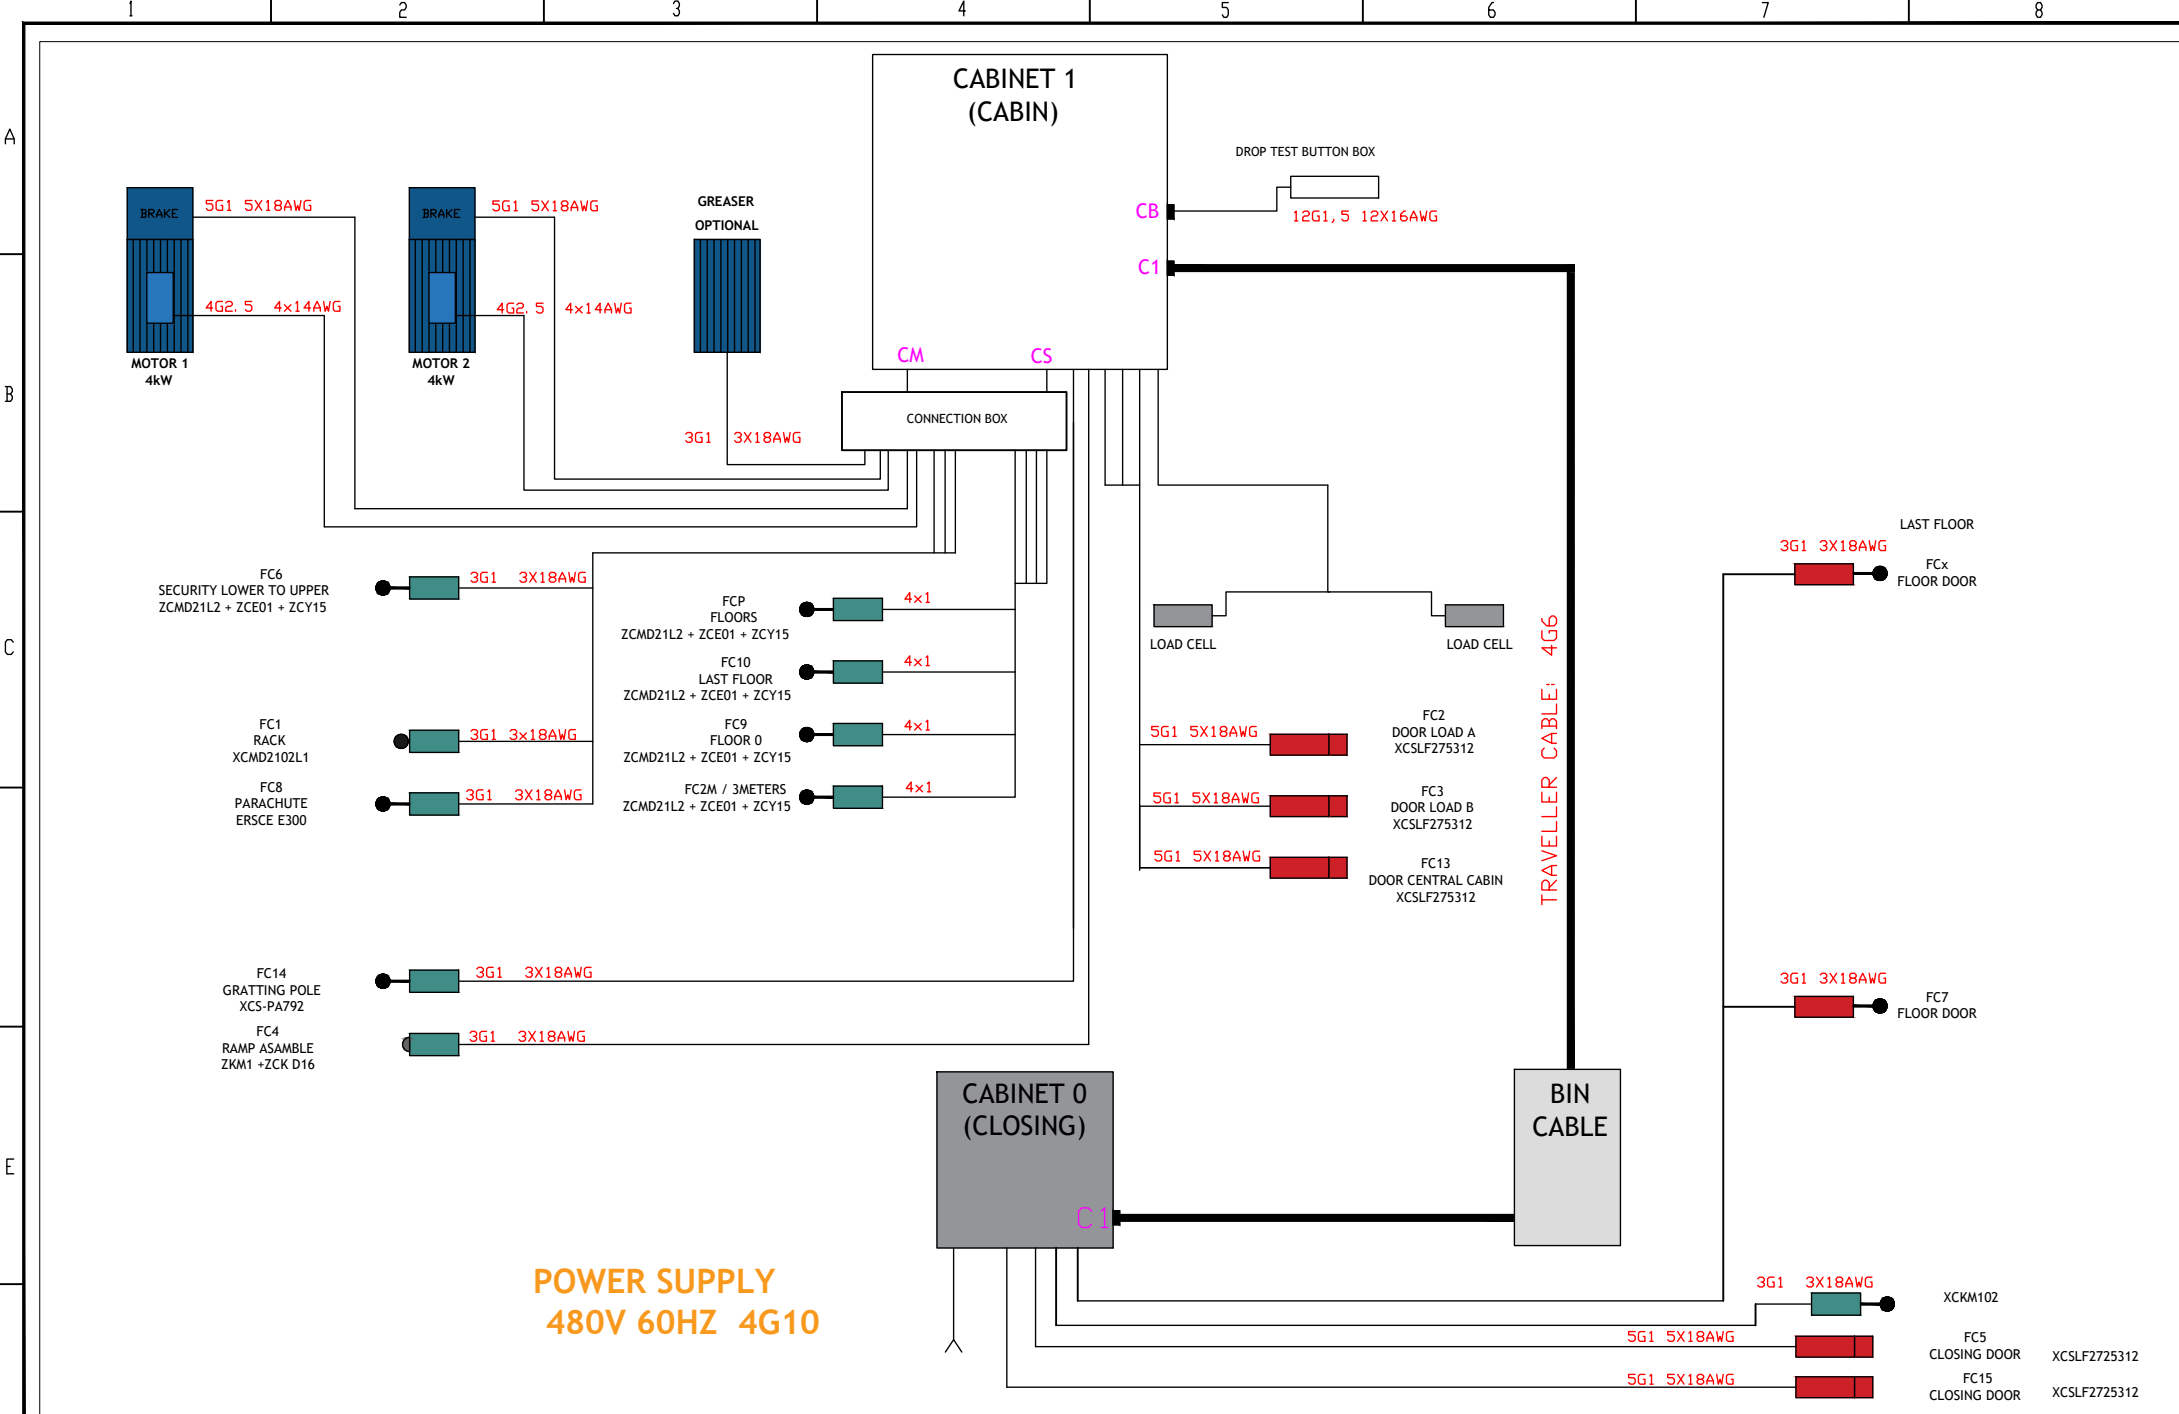 1 2 3 4 5 6 7 8
A
B
C
E
CABINET 1
(CABIN)
DROP TEST BUTTON BOX
CB
12G1,5 12X16AWG
C1
CM
CS
BRAKE
5G1 5X18AWG
4G2.5 4x14AWG
MOTOR 1
4kW
BRAKE
5G1 5X18AWG
4G2.5 4x14AWG
MOTOR 2
4kW
GREASER
OPTIONAL
3G1 3X18AWG
CONNECTION BOX
FC6
SECURITY LOWER TO UPPER
ZCMD21L2 + ZCE01 + ZCY15
3G1 3X18AWG
FC1
RACK
XCMD2102L1
3G1 3x18AWG
FC8
PARACHUTE
ERSCE E300
3G1 3X18AWG
FCP
FLOORS
ZCMD21L2 + ZCE01 + ZCY15
4x1
FC10
LAST FLOOR
ZCMD21L2 + ZCE01 + ZCY15
4x1
FC9
FLOOR 0
ZCMD21L2 + ZCE01 + ZCY15
4x1
FC2M / 3METERS
ZCMD21L2 + ZCE01 + ZCY15
4x1
LOAD CELL
LOAD CELL
5G1 5X18AWG
FC2
DOOR LOAD A
XCSLF275312
5G1 5X18AWG
FC3
DOOR LOAD B
XCSLF275312
5G1 5X18AWG
FC13
DOOR CENTRAL CABIN
XCSLF275312
TRAVELLER CABLE: 4G6
LAST FLOOR
3G1 3X18AWG
FCx
FLOOR DOOR
3G1 3X18AWG
FC7
FLOOR DOOR
FC14
GRATTING POLE
XCS-PA792
3G1 3X18AWG
FC4
RAMP ASAMBLE
ZKM1 +ZCK D16
3G1 3X18AWG
CABINET 0
(CLOSING)
C1
BIN
CABLE
POWER SUPPLY
480V 60HZ 4G10
3G1 3X18AWG
XCKM102
5G1 5X18AWG
FC5
CLOSING DOOR XCSLF2725312
5G1 5X18AWG
FC15
CLOSING DOOR XCSLF2725312